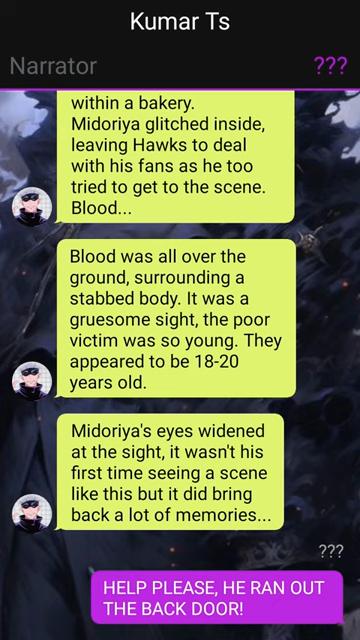 Kumar Ts
Narrator
???
within a bakery.
Midoriya glitched inside,
leaving Hawks to deal
with his fans as he too
tried to get to the scene.
Blood...
Blood was all over the
ground, surrounding a
stabbed body. It was a
gruesome sight, the poor
victim was so young. They
appeared to be 18-20
years old.
Midoriya's eyes widened
at the sight, it wasn't his
first time seeing a scene
like this but it did bring
back a lot of memories...
???
HELP PLEASE, HE RAN OUT
THE BACK DOOR!